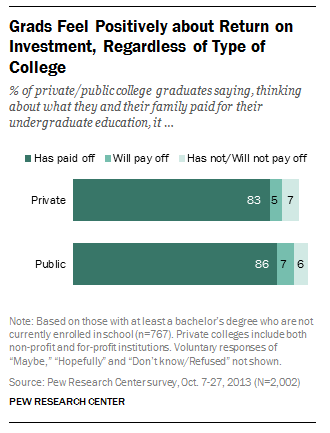 Grads Feel Positively about Return on
Investment, Regardless of Type of
College
% of private/public college graduates saying, thinking
about what they and their family paid for their
undergraduate education, it ...
Has paid off Will pay off Has not/Will not pay off
Private 83 5 7
Public 86 7 6
Note: Based on those with at least a bachelor's degree who are not
currently enrolled in school (n=767). Private colleges include both
non-profit and for-profit institutions. Voluntary responses of
"Maybe," "Hopefully" and "Don't know/Refused" not shown.
Source: Pew Research Center survey, Oct. 7-27, 2013 (N=2,002)
PEW RESEARCH CENTER